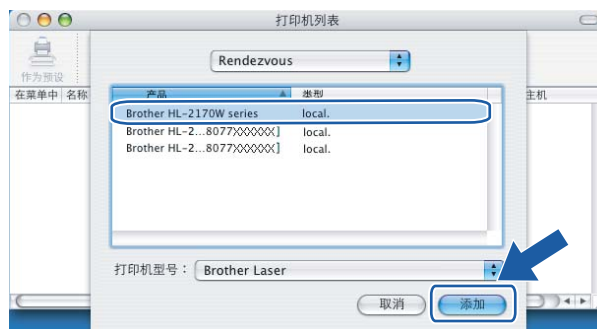 打印机列表
Rendezvous
作为预设
在菜单中 名称 主机
产品 类型
Brother HL-2170W series local.
Brother HL-2...8077XXXXXX] local.
Brother HL-2...8077XXXXXX] local.
打印机型号： Brother Laser
取消 添加